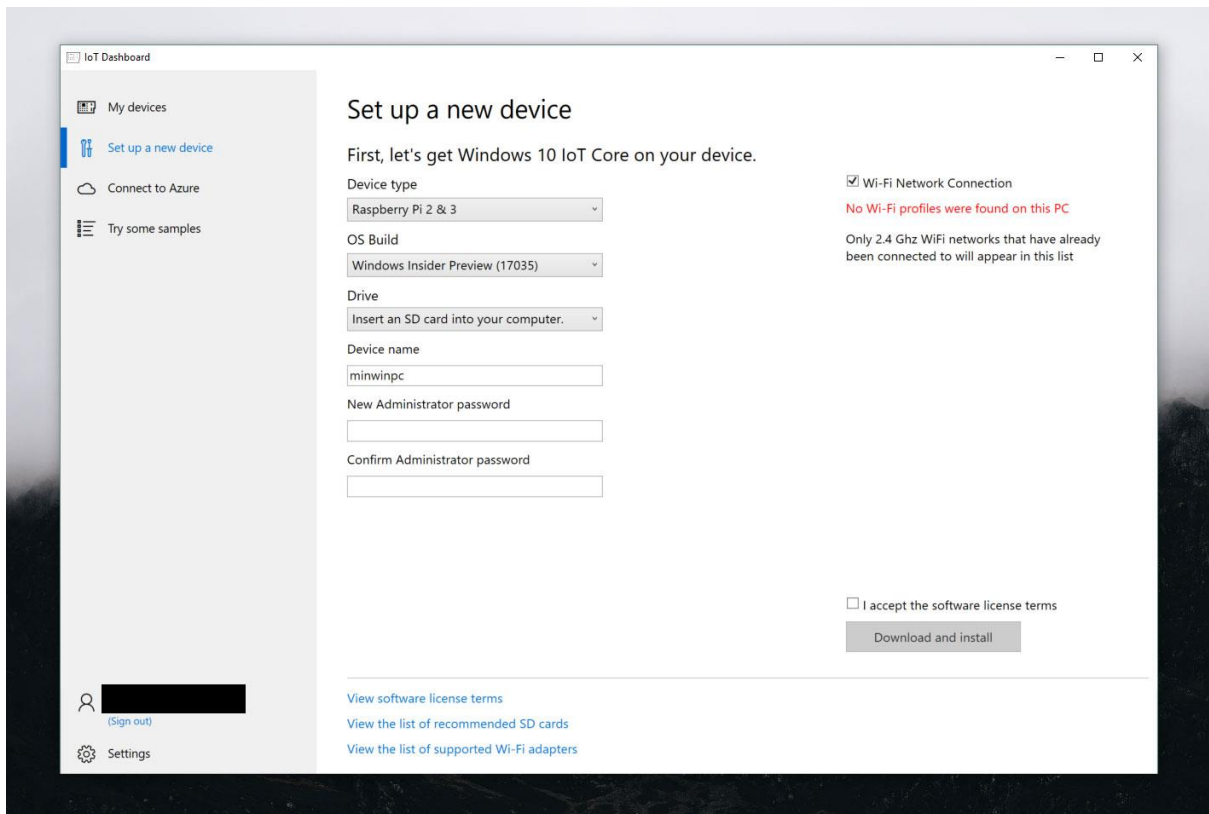 IoT Dashboard
My devices
Set up a new device
Connect to Azure
Try some samples
(Sign out)
Settings
Set up a new device
First, let's get Windows 10 IoT Core on your device.
Device type
Raspberry Pi 2 & 3
OS Build
Windows Insider Preview (17035)
Drive
Insert an SD card into your computer.
Device name
minwinpc
New Administrator password
Confirm Administrator password
Wi-Fi Network Connection
No Wi-Fi profiles were found on this PC
Only 2.4 Ghz WiFi networks that have already
been connected to will appear in this list
I accept the software license terms
Download and install
View software license terms
View the list of recommended SD cards
View the list of supported Wi-Fi adapters